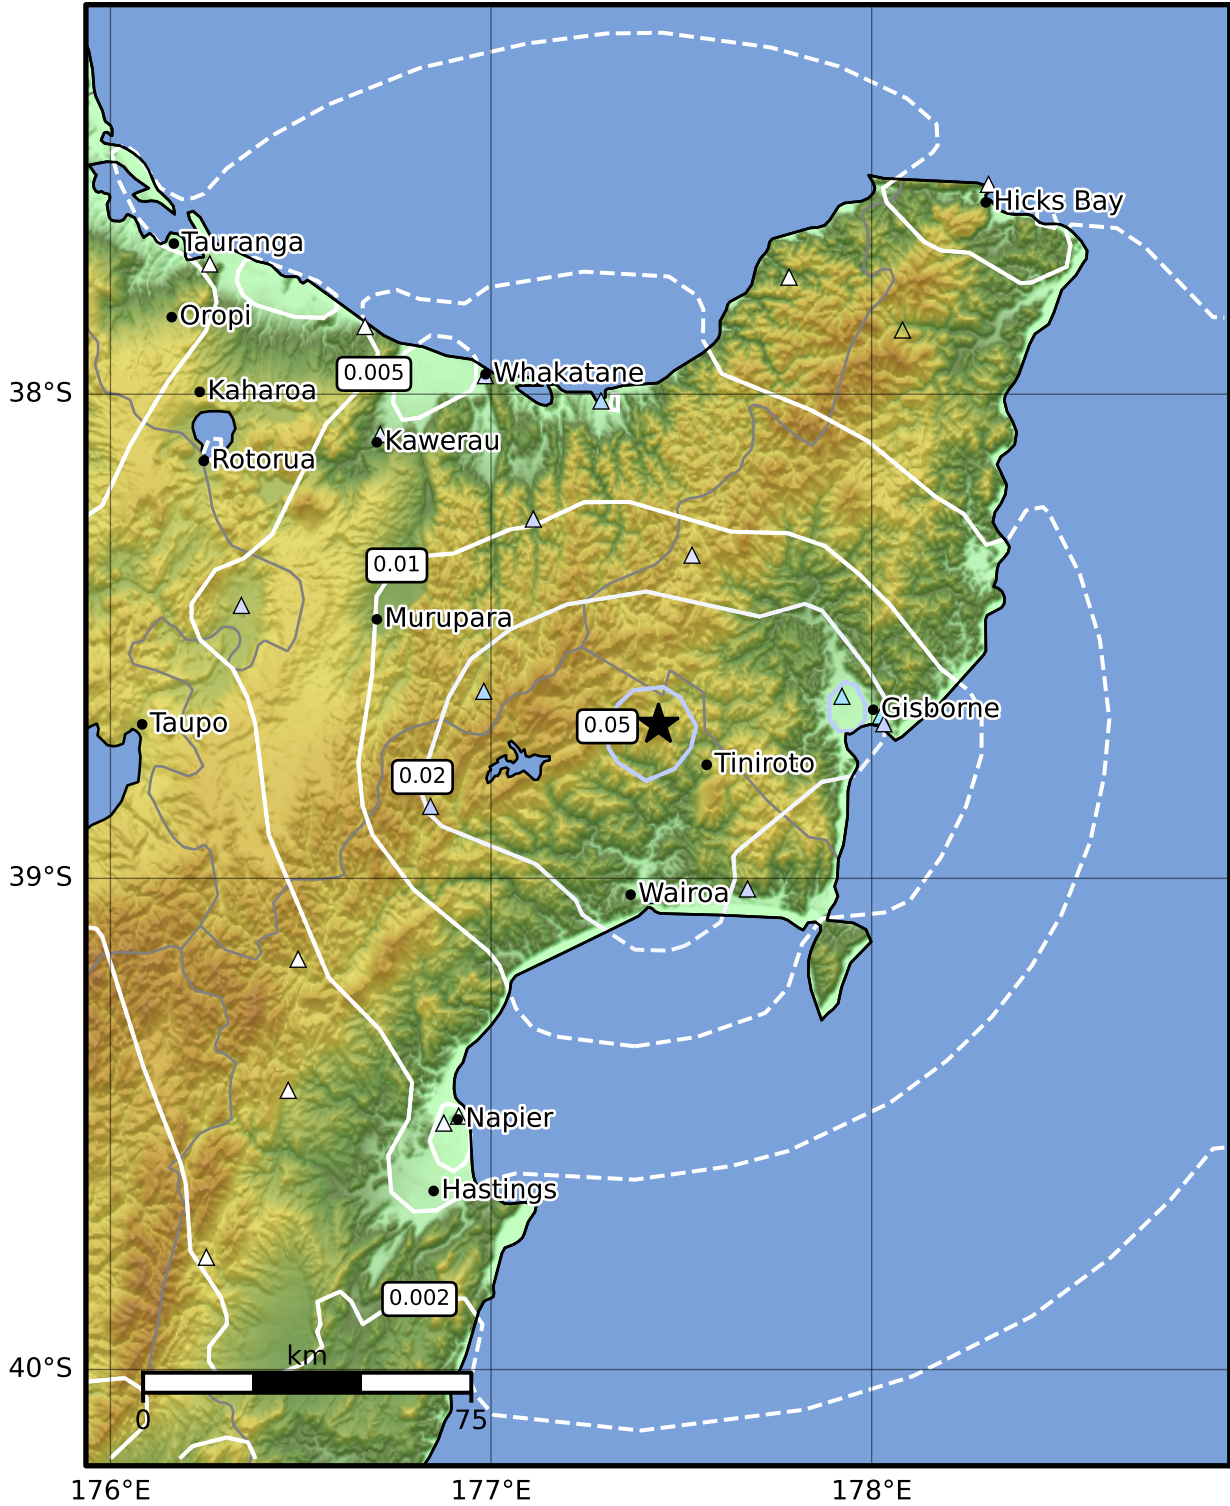 Hicks Bay
Tauranga
Oropi
0.005
Whakatane
Kaharoa
38°S
Kawerau
Rotorua
0.01
Murupara
Gisborne
Taupo
0.05
Tiniroto
0.02
39°S
Wairoa
Napier
Hastings
0.002
km
40°S
0
75
176°E
177°E
178°E